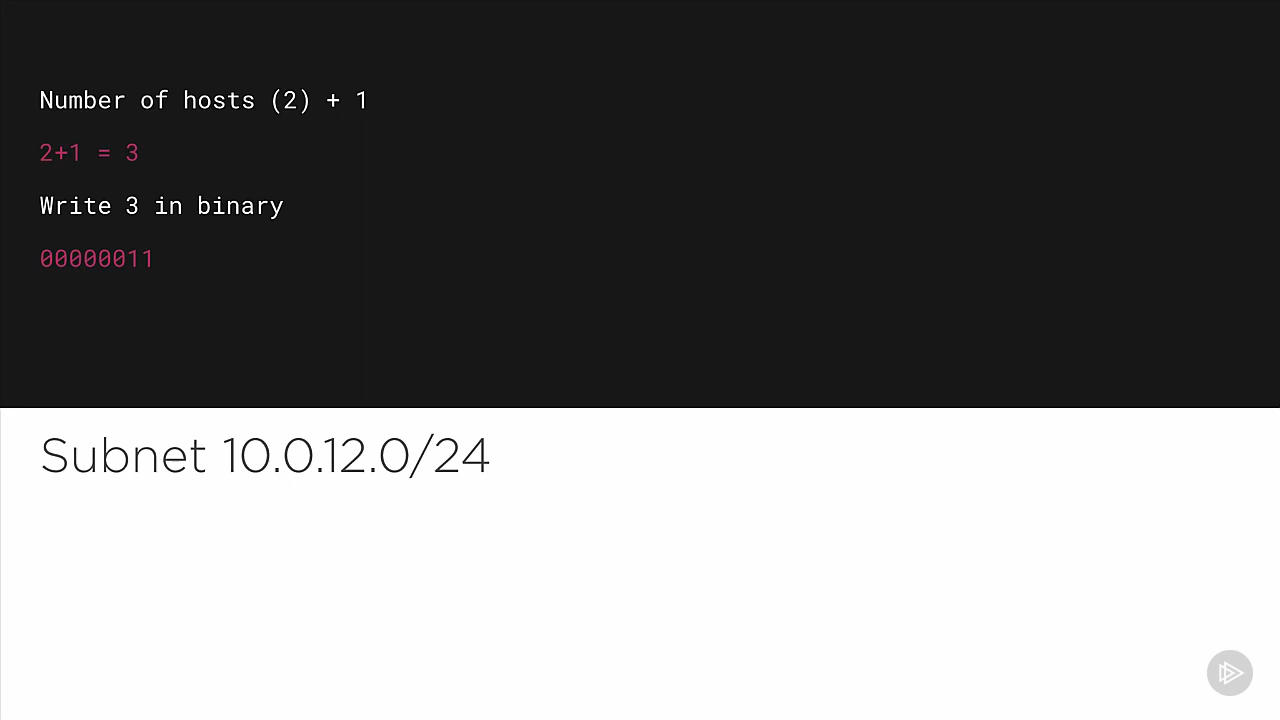 Number of hosts (2) + 1
2+1 = 3
Write 3 in binary
00000011
Subnet 10.0.12.0/24